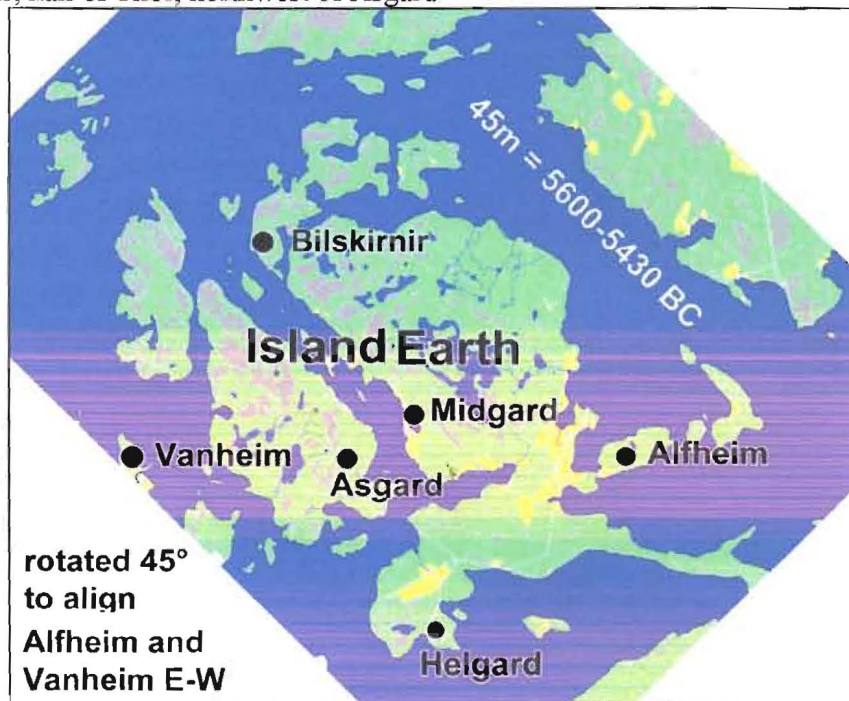 Bilskirnir
45m = 5600-5430 BC
Island Earth
Midgard
Vanheim
Asgard
Alfheim
rotated 45°
to align
Alfheim and
Vanheim E-W
Helgard